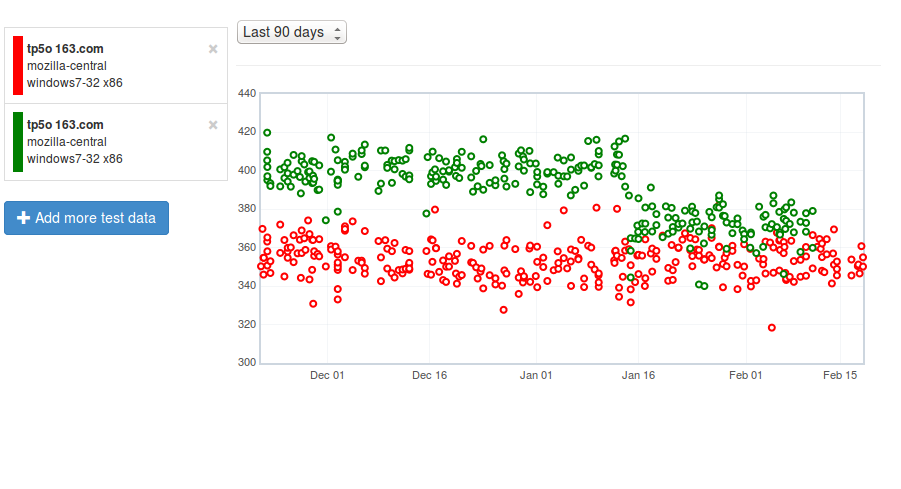 tp5o 163.com
mozilla-central
windows7-32 x86
tp5o 163.com
mozilla-central
windows7-32 x86
Add more test data
Last 90 days
440
420
400
380
360
340
320
300
Dec 01
Dec 16
Jan 01
Jan 16
Feb 01
Feb 15